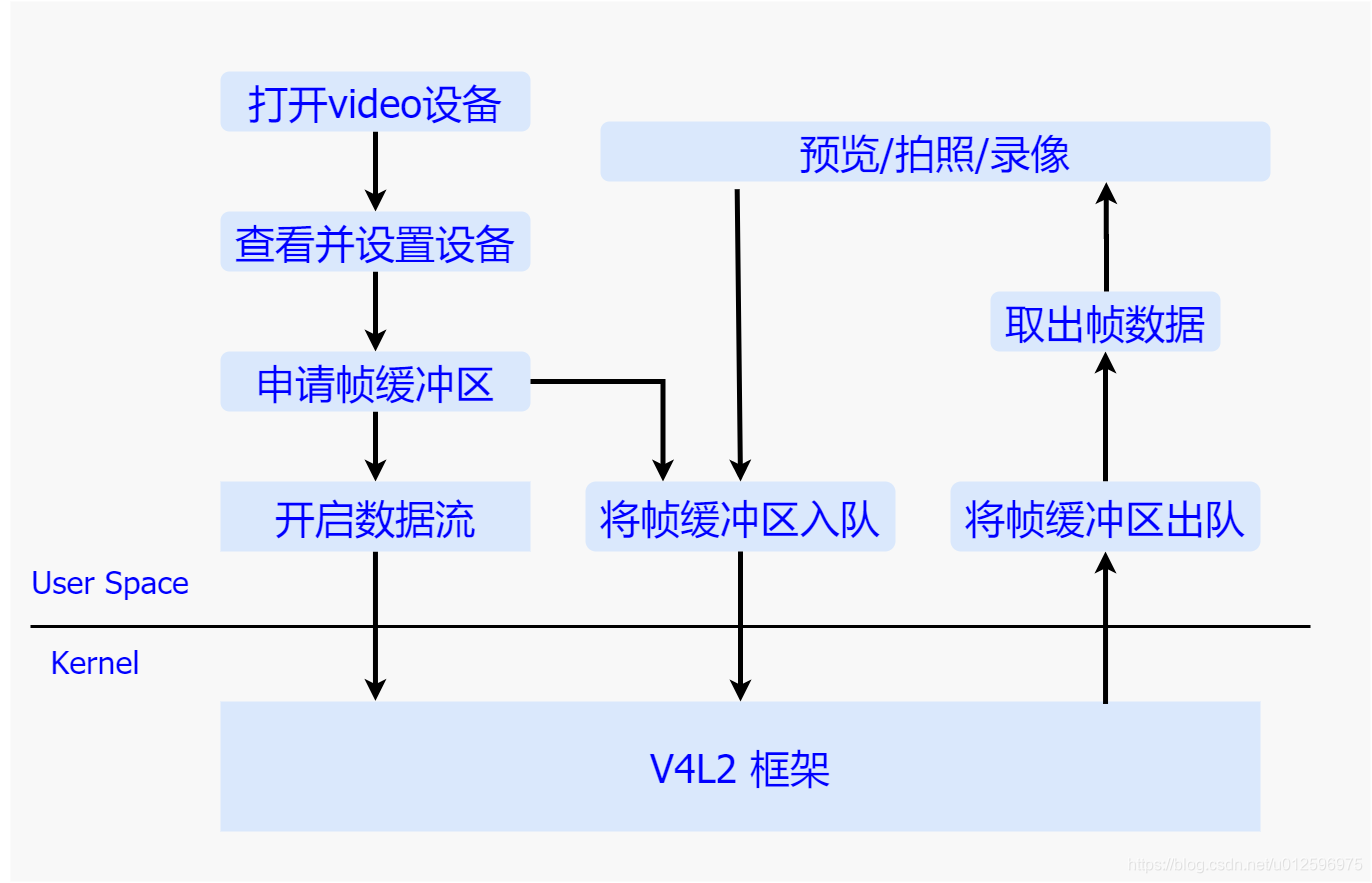 打开video设备
预览/拍照/录像
查看并设置设备
取出帧数据
申请帧缓冲区
开启数据流
将帧缓冲区入队
将帧缓冲区出队
User Space
Kernel
V4L2 框架
https://blog.csdn.net/u012596975